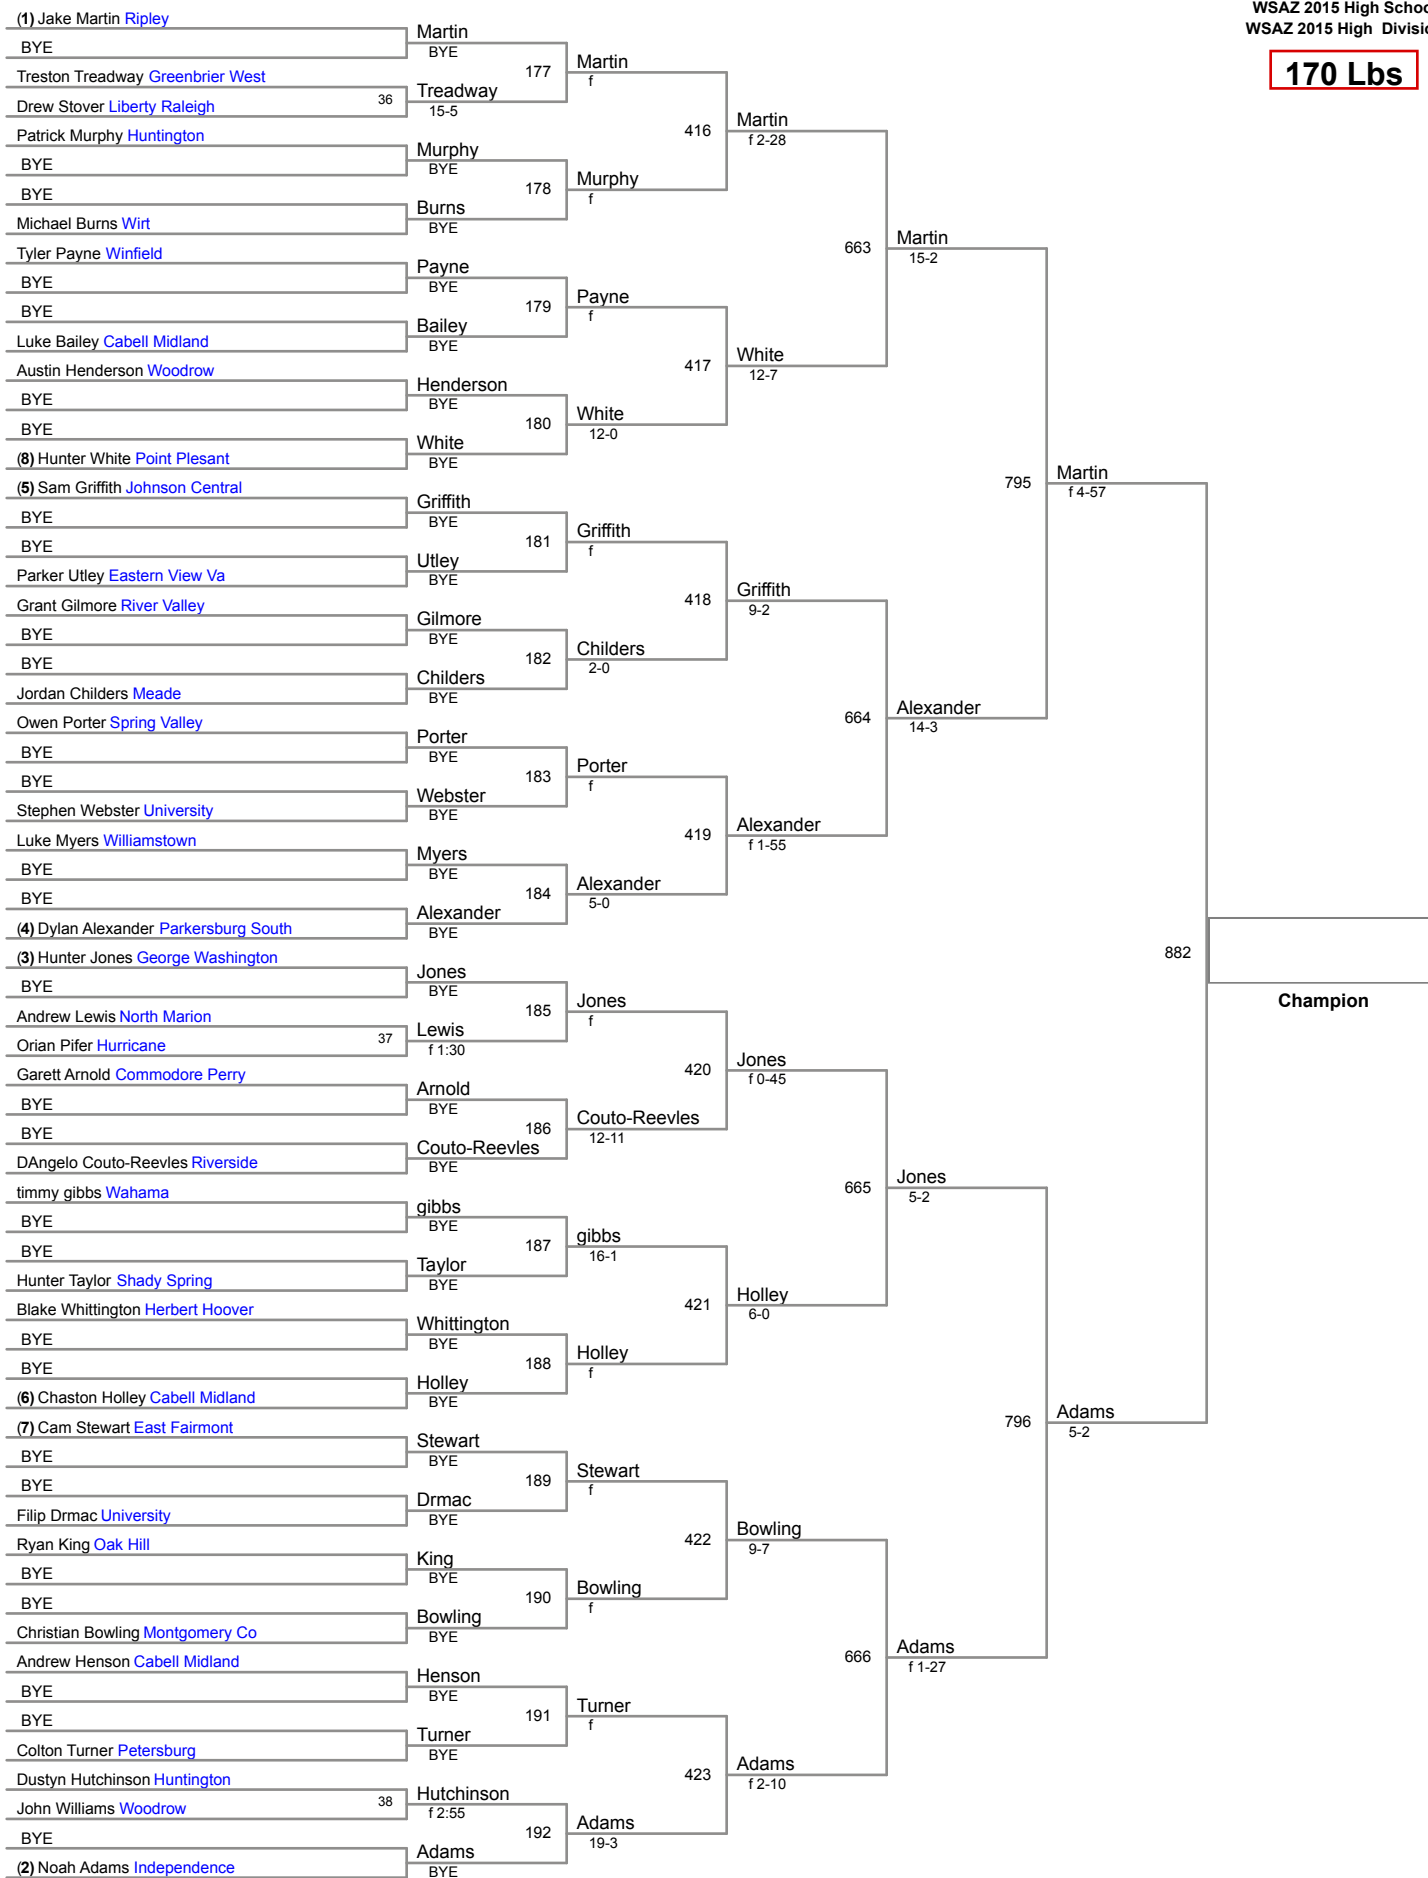 WSAZ 2015 High Schoo
WSAZ 2015 High Divisio
170 Lbs
(1) Jake Martin Ripley
BYE
Treston Treadway Greenbrier West
Drew Stover Liberty Raleigh
Patrick Murphy Huntington
BYE
BYE
Michael Burns Wirt
Tyler Payne Winfield
BYE
BYE
Luke Bailey Cabell Midland
Austin Henderson Woodrow
BYE
BYE
(8) Hunter White Point Plesant
(5) Sam Griffith Johnson Central
BYE
BYE
Parker Utley Eastern View Va
Grant Gilmore River Valley
BYE
BYE
Jordan Childers Meade
Owen Porter Spring Valley
BYE
BYE
Stephen Webster University
Luke Myers Williamstown
BYE
BYE
(4) Dylan Alexander Parkersburg South
(3) Hunter Jones George Washington
BYE
Andrew Lewis North Marion
Orian Pifer Hurricane
Garett Arnold Commodore Perry
BYE
BYE
DAngelo Couto-Reevles Riverside
timmy gibbs Wahama
BYE
BYE
Hunter Taylor Shady Spring
Blake Whittington Herbert Hoover
BYE
BYE
(6) Chaston Holley Cabell Midland
(7) Cam Stewart East Fairmont
BYE
BYE
Filip Drmac University
Ryan King Oak Hill
BYE
BYE
Christian Bowling Montgomery Co
Andrew Henson Cabell Midland
BYE
BYE
Colton Turner Petersburg
Dustyn Hutchinson Huntington
John Williams Woodrow
BYE
(2) Noah Adams Independence
36
37
38
Martin
BYE
Treadway
15-5
Murphy
BYE
Burns
BYE
Payne
BYE
Bailey
BYE
Henderson
BYE
White
BYE
Griffith
BYE
Utley
BYE
Gilmore
BYE
Childers
BYE
Porter
BYE
Webster
BYE
Myers
BYE
Alexander
BYE
Jones
BYE
Lewis
f 1:30
Arnold
BYE
Couto-Reevles
BYE
gibbs
BYE
Taylor
BYE
Whittington
BYE
Holley
BYE
Stewart
BYE
Drmac
BYE
King
BYE
Bowling
BYE
Henson
BYE
Turner
BYE
Hutchinson
f 2:55
Adams
BYE
177
178
179
180
181
182
183
184
185
186
187
188
189
190
191
192
Martin
f
Murphy
f
Payne
f
White
12-0
Griffith
f
Childers
2-0
Porter
f
Alexander
5-0
Jones
f
Couto-Reevles
12-11
gibbs
16-1
Holley
f
Stewart
f
Bowling
f
Turner
f
Adams
19-3
416
417
418
419
420
421
422
423
Martin
f 2-28
White
12-7
Griffith
9-2
Alexander
f 1-55
Jones
f 0-45
Holley
6-0
Bowling
9-7
Adams
f 2-10
663
664
665
666
Martin
15-2
Alexander
14-3
Jones
5-2
Adams
f 1-27
795
796
Martin
f 4-57
Adams
5-2
882
Champion